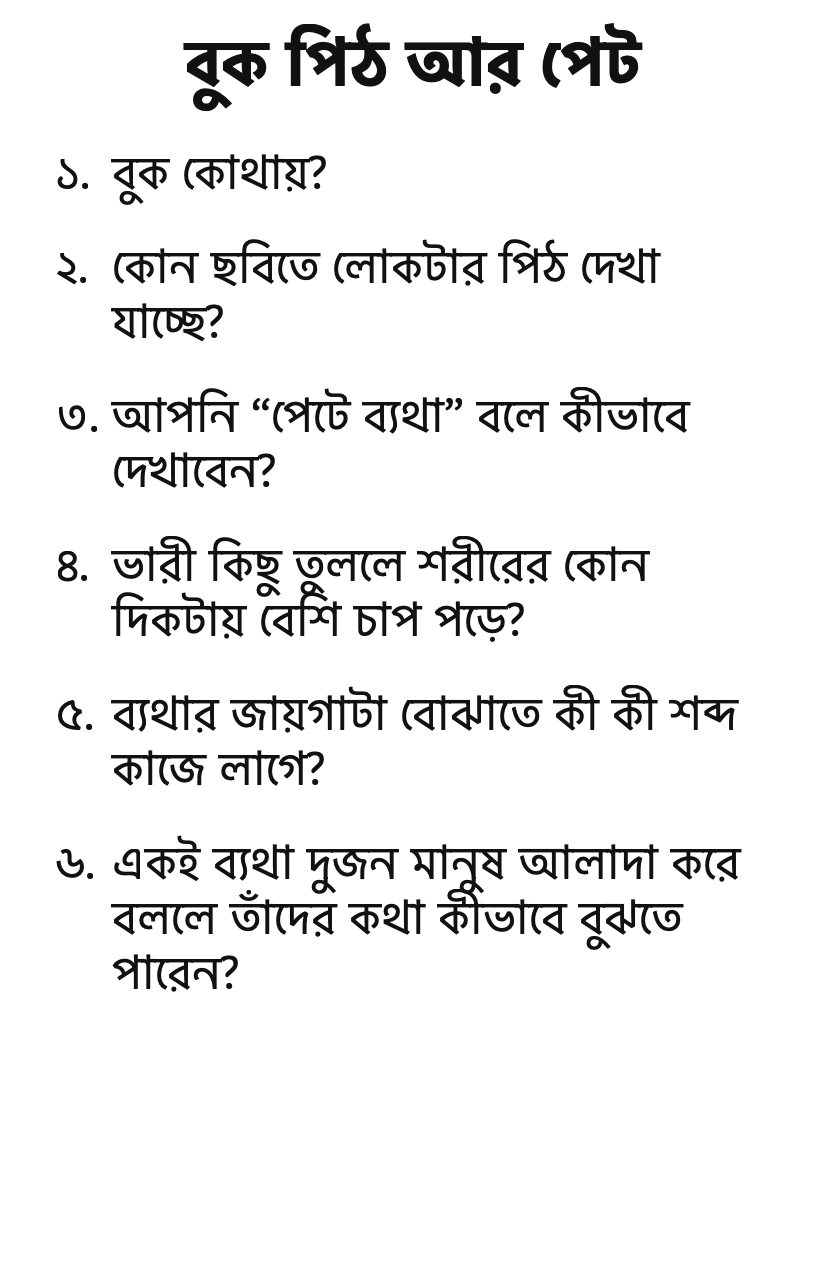 বুক পিঠ আর পেট
১. বুক কোথায়?
২. কোন ছবিতে লোকটার পিঠ দেখা
যাচ্ছে?
৩. আপনি “পেটে ব্যথা” বলে কীভাবে
দেখাবেন?
৪. ভারী কিছু তুললে শরীরের কোন
দিকটায় বেশি চাপ পড়ে?
৫. ব্যথার জায়গাটা বোঝাতে কী কী শব্দ
কাজে লাগে?
৬. একই ব্যথা দুজন মানুষ আলাদা করে
বললে তাঁদের কথা কীভাবে বুঝতে
পারেন?